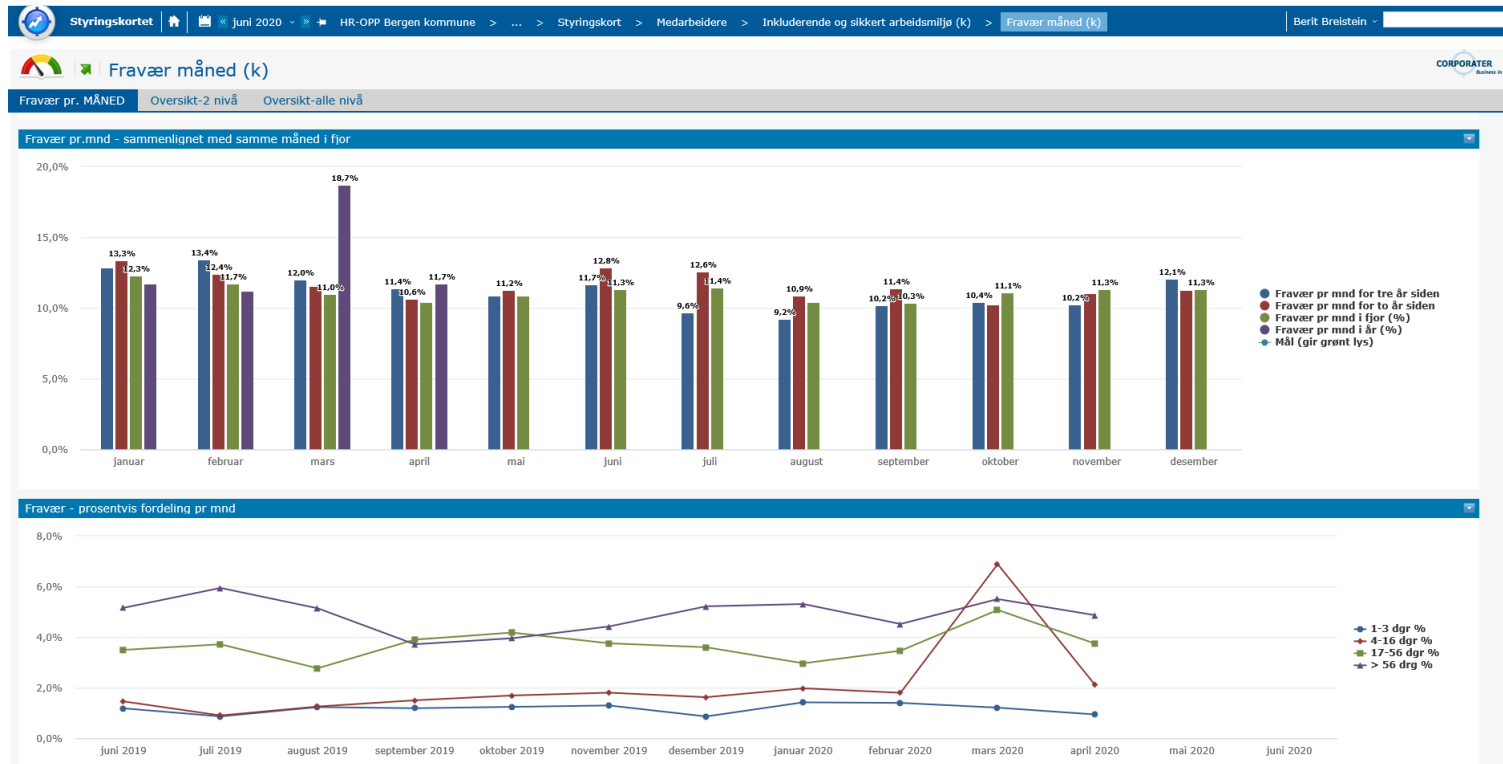 Styringskortet juni 2020 HR-OPP Bergen kommune > ... > Styringskort > Medarbeidere > Inkluderende og sikkert arbeidsmiljø (k) > Fravær måned (k) Berit Breistein
Fravær måned (k)
CORPORATER
Fravær pr. MÅNED Oversikt-2 nivå Oversikt-alle nivå
Fravær pr.mnd - sammenlignet med samme måned i fjor
20,0%
15,0%
10,0%
5,0%
0,0%
13,3% 12,3%
13,4% 12,4% 11,7%
12,0% 11,0% 18,7%
11,4% 10,6% 11,7%
11,2%
11,7% 12,8% 11,3%
9,6% 12,6% 11,4%
9,2% 10,9%
10,2% 11,4% 10,3%
10,4% 11,1%
10,2% 11,3%
12,1% 11,3%
januar februar mars april mai juni juli august september oktober november desember
Fravær pr mnd for tre år siden
Fravær pr mnd for to år siden
Fravær pr mnd i fjor (%)
Fravær pr mnd i år (%)
Mål (gir grønt lys)
Fravær - prosentvis fordeling pr mnd
8,0%
6,0%
4,0%
2,0%
0,0%
juni 2019 juli 2019 august 2019 september 2019 oktober 2019 november 2019 desember 2019 januar 2020 februar 2020 mars 2020 april 2020 mai 2020 juni 2020
1-3 dgr %
4-16 dgr %
17-56 dgr %
> 56 drg %